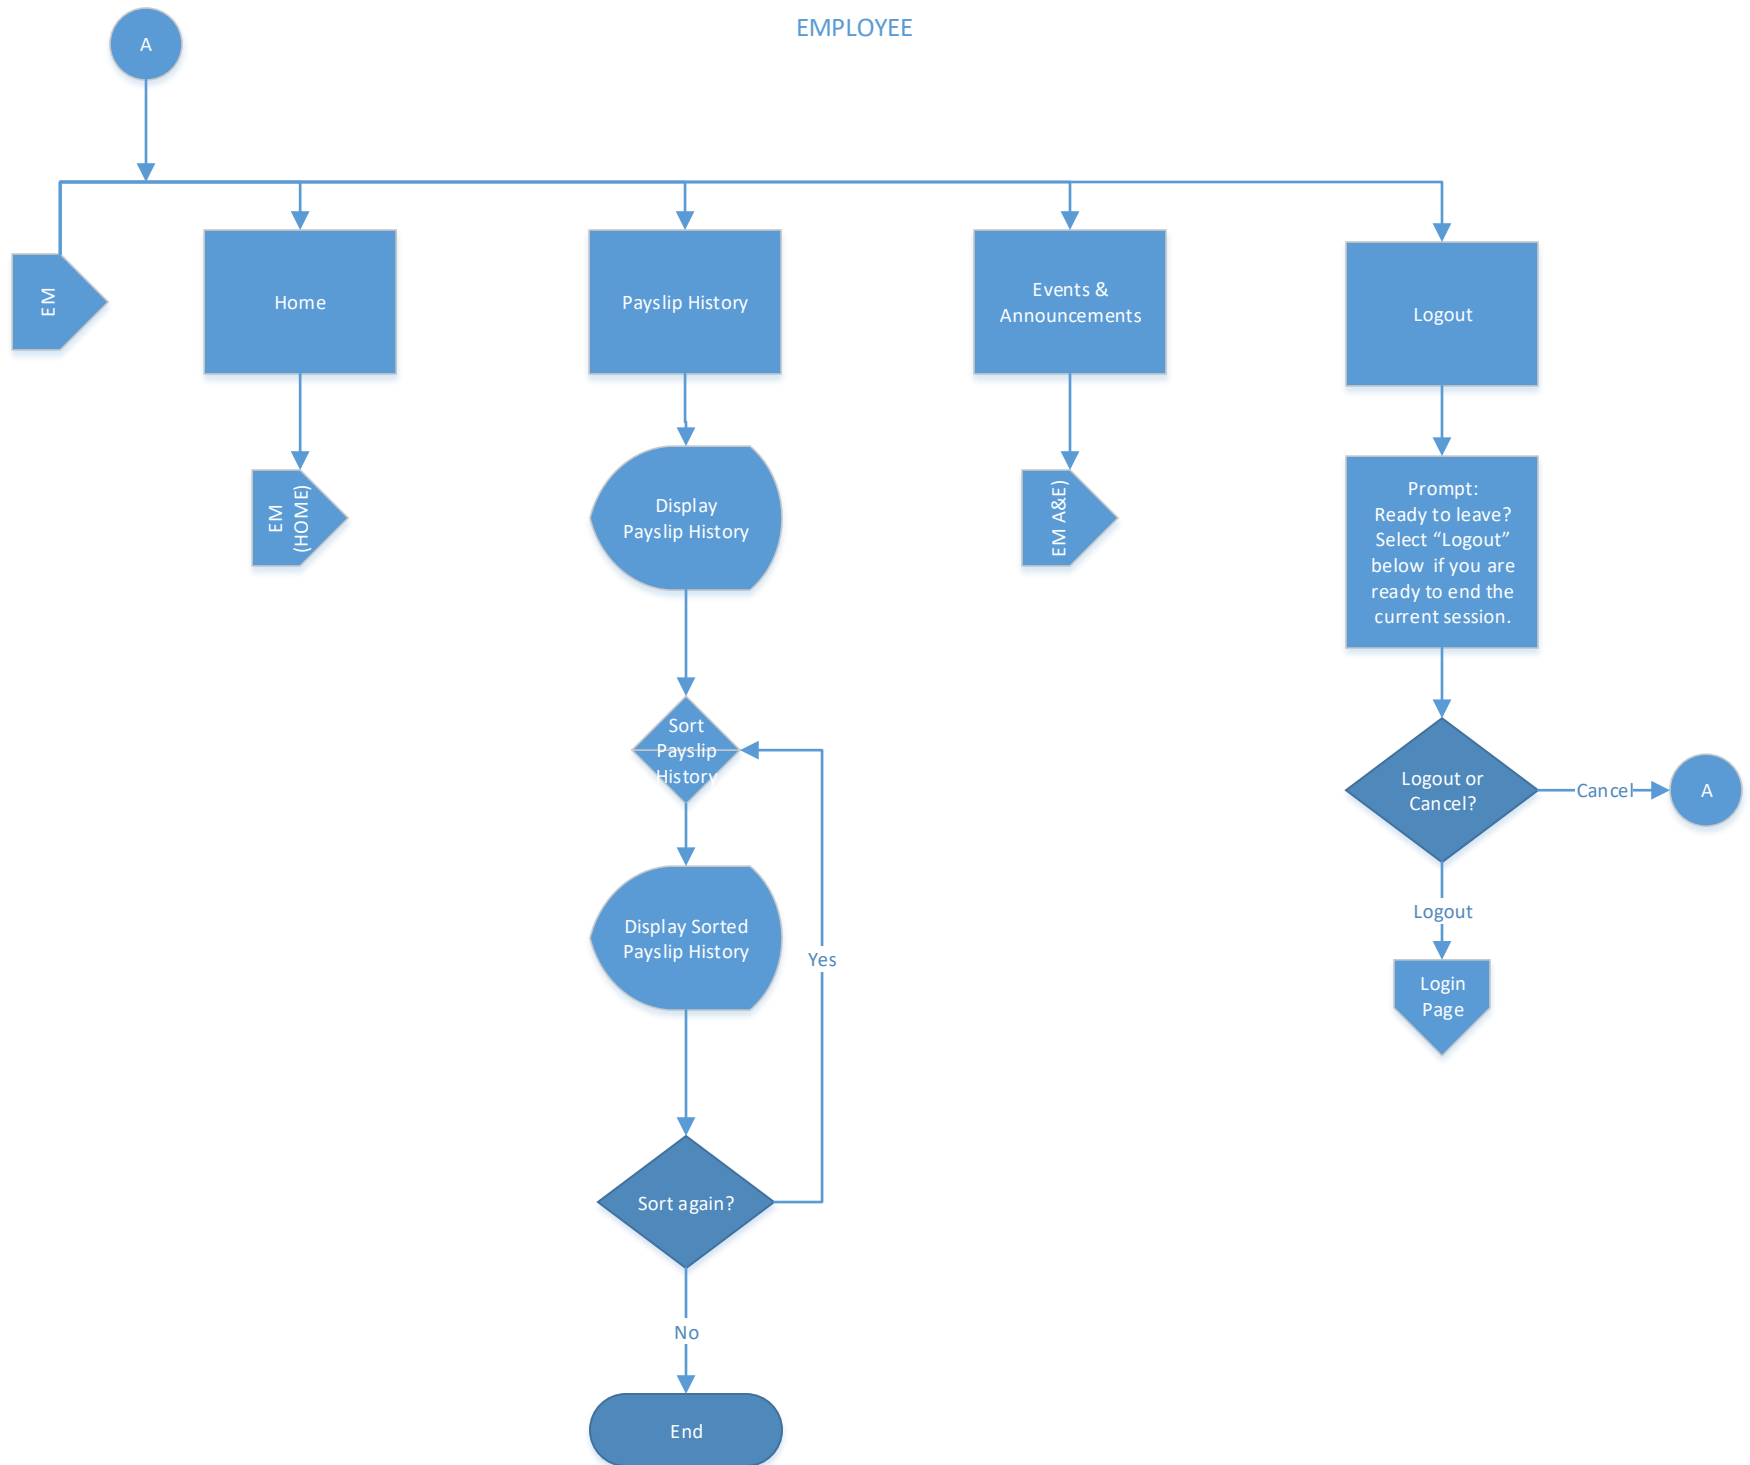 EMPLOYEE
A
EM
Home
Payslip History
Events &
Announcements
Logout
EM
(HOME)
Display
Payslip History
EM A&E)
Prompt:
Ready to leave?
Select “Logout”
below if you are
ready to end the
current session.
Sort
Payslip
History
Logout or
Cancel?
Cancel
A
Logout
Display Sorted
Payslip History
Yes
Login
Page
Sort again?
No
End